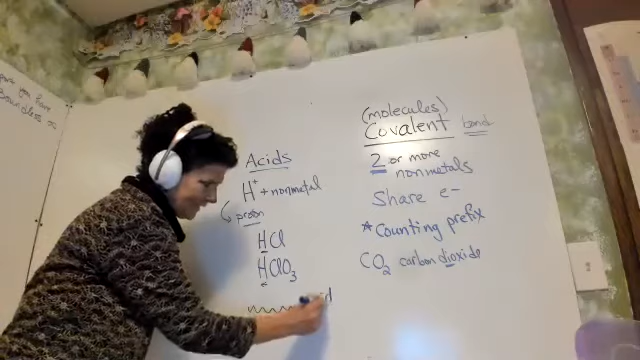 Acids
H+ + nonmetal
proton
HCl
HClO3
(molecules)
Covalent bond
2 or more
nonmetals
Share e-
*Counting prefix
CO2 carbon dioxide